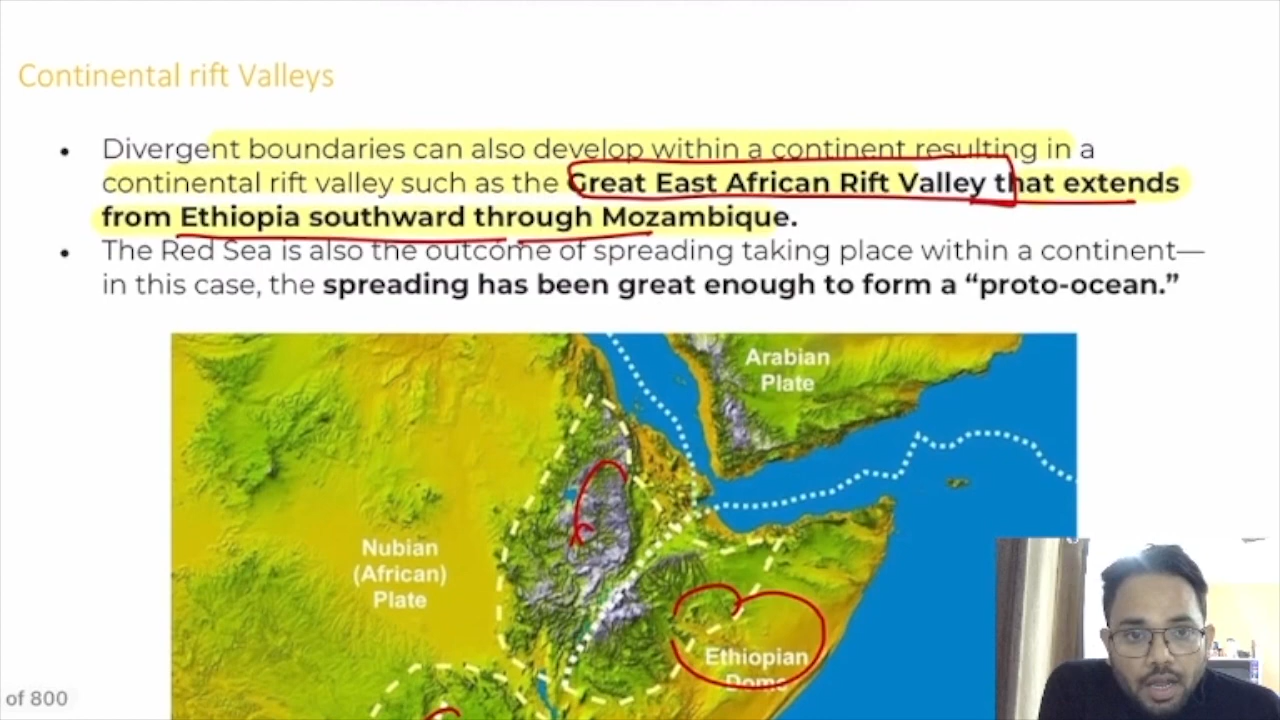 Continental rift Valleys
• Divergent boundaries can also develop within a continent resulting in a
continental rift valley such as the Great East African Rift Valley that extends
from Ethiopia southward through Mozambique.
• The Red Sea is also the outcome of spreading taking place within a continent—
in this case, the spreading has been great enough to form a “proto-ocean.”
Arabian
Plate
Nubian
(African)
Plate
Ethiopian
Dome
of 800